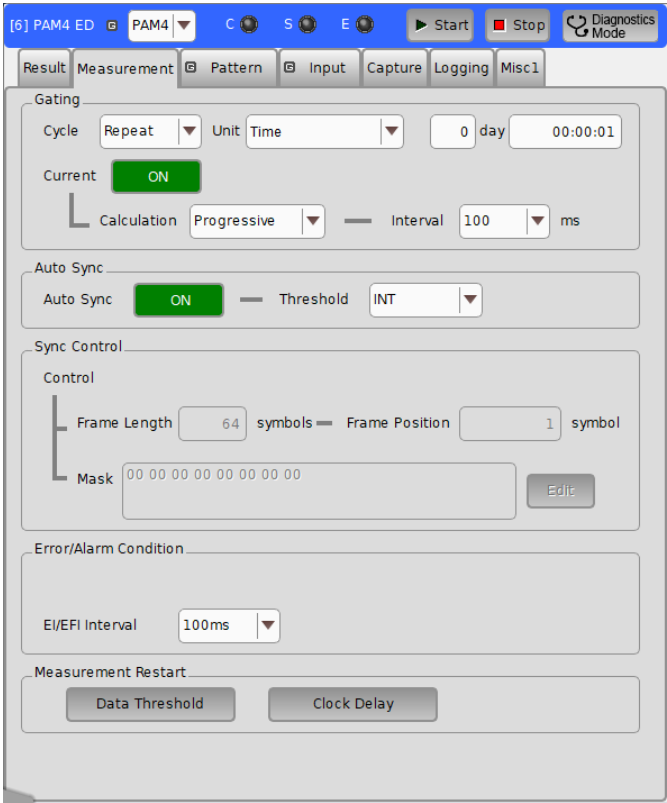 [6] PAM4 ED G PAM4 C S E Start Stop Diagnostics Mode
Result Measurement G Pattern G Input Capture Logging Misc1
Gating
Cycle Repeat Unit Time 0 day 00:00:01
Current ON
Calculation Progressive Interval 100 ms
Auto Sync
Auto Sync ON Threshold INT
Sync Control
Control
Frame Length 64 symbols Frame Position 1 symbol
Mask 00 00 00 00 00 00 00 00
Edit
Error/Alarm Condition
EI/EFI Interval 100ms
Measurement Restart
Data Threshold Clock Delay